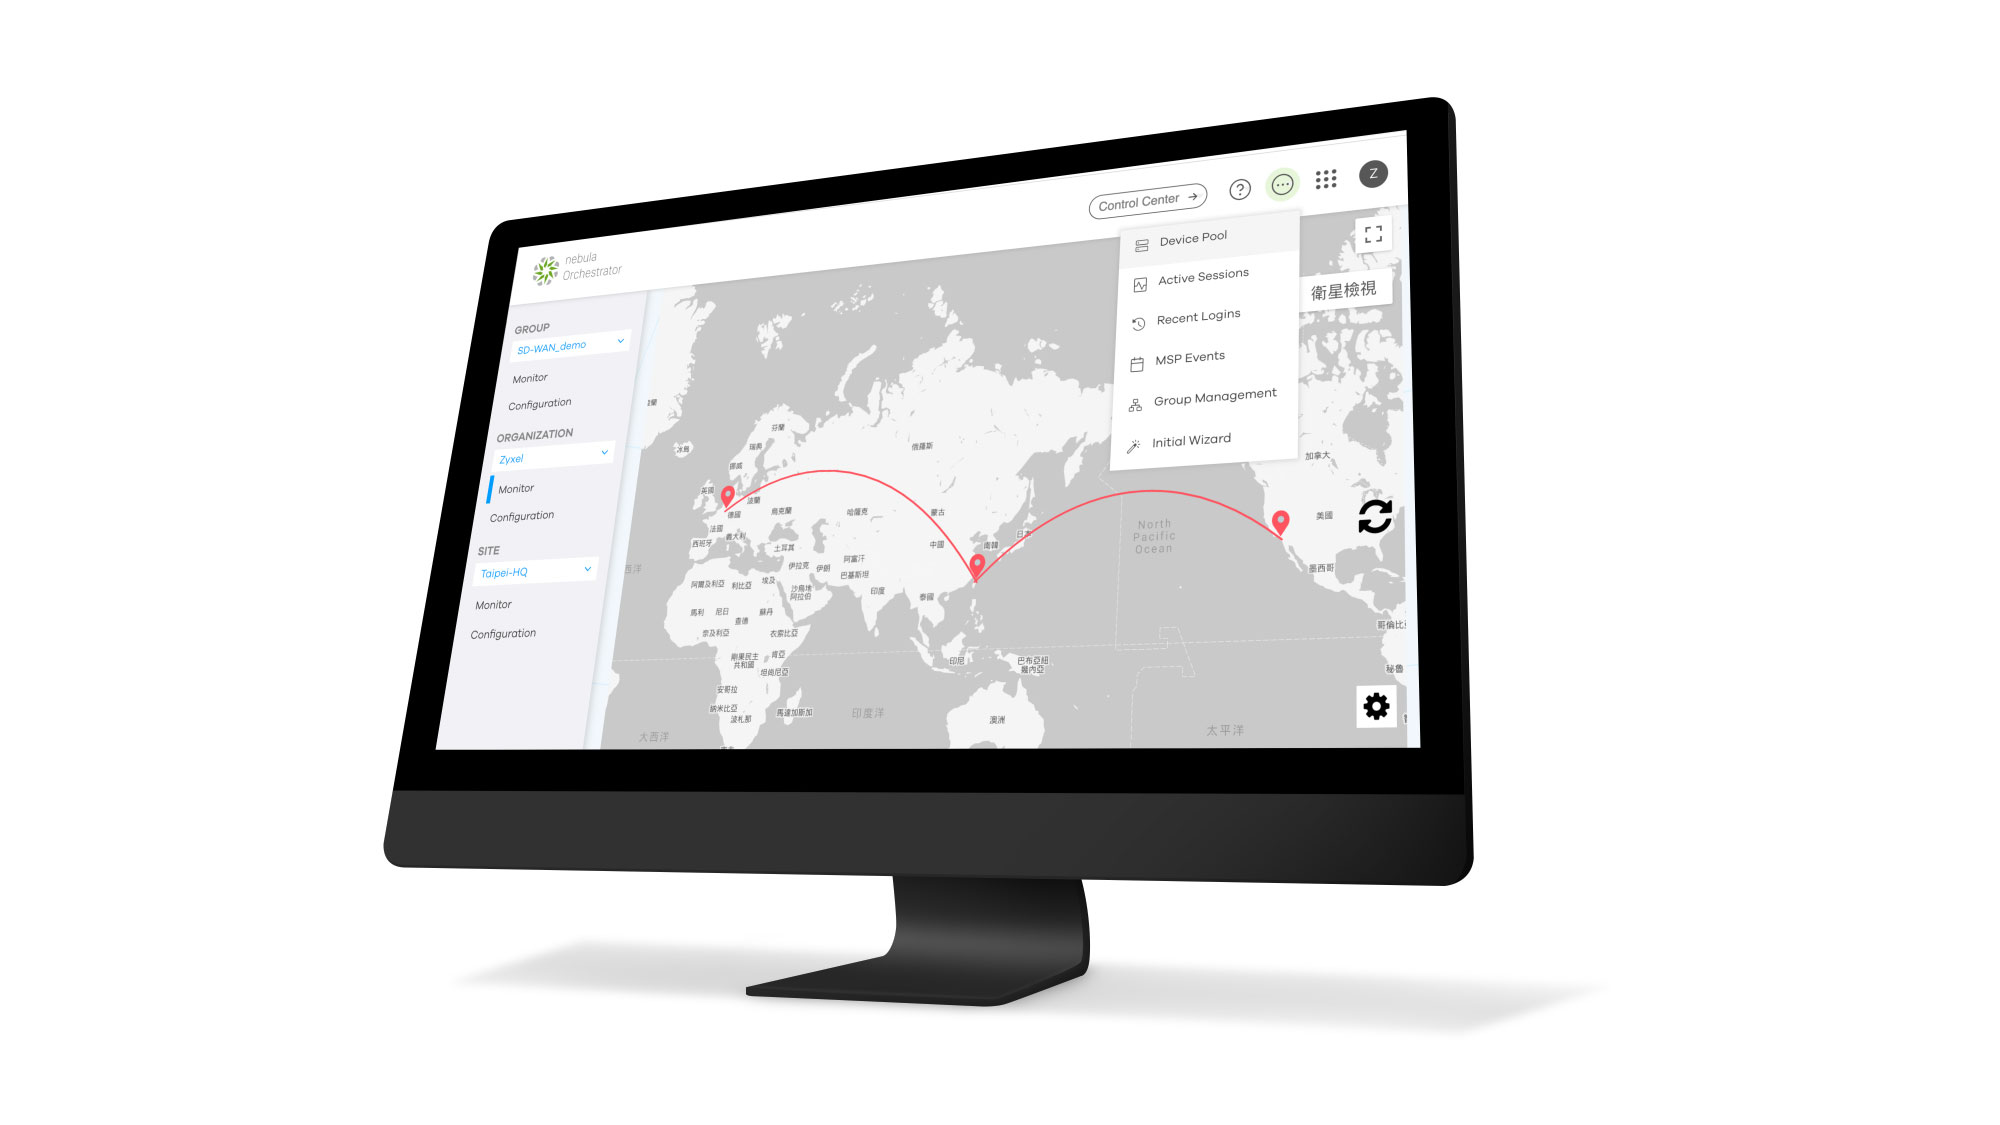 nebula
Orchestrator
Control Center
Z
GROUP
SD-WAN_demo
Monitor
Configuration
ORGANIZATION
Zyxel
Monitor
Configuration
SITE
Taipei-HQ
Monitor
Configuration
Device Pool
Active Sessions
Recent Logins
MSP Events
Group Management
Initial Wizard
衛星檢視
冰島
芬蘭
瑞典
挪威
俄羅斯
英國
波蘭
德國
烏克蘭
哈薩克
蒙古
法國
義大利
西班牙
土耳其
中國
南韓
日本
North
Pacific
Ocean
加拿大
美國
墨西哥
伊拉克
伊朗
阿富汗
巴基斯坦
阿爾及利亞
利比亞
埃及
沙烏地
阿拉伯
印度
泰國
馬利
尼日
查德
蘇丹
奈及利亞
衣索比亞
剛果民主
共和國
肯亞
坦尚尼亞
印尼
巴布亞紐
幾內亞
哥倫比亞
秘魯
安哥拉
納米比亞
波札那
馬達加斯加
印度洋
澳洲
大西洋
太平洋